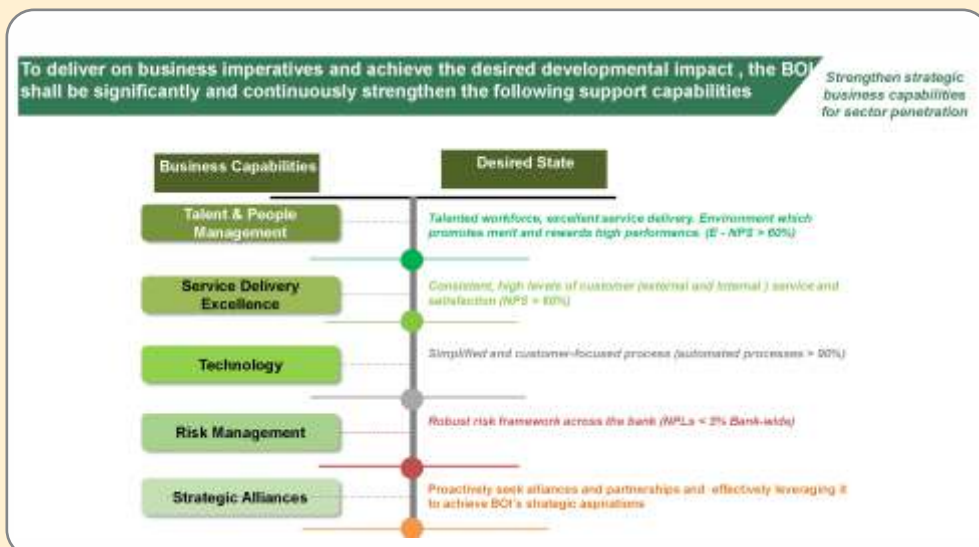 To deliver on business imperatives and achieve the desired developmental impact , the BOI
shall be significantly and continuously strengthen the following support capabilities
Strengthen strategic
business capabilities
for sector penetration
Business Capabilities
Desired State
Talent & People
Management
Talented workforce, excellent service delivery. Environment which
promotes merit and rewards high performance. (E - NPS > 60%)
Service Delivery
Excellence
Consistent, high levels of customer (external and internal ) service and
satisfaction (NPS > 60%)
Technology
Simplified and customer-focused process (automated processes > 90%)
Risk Management
Robust risk framework across the bank (NPLs < 3% Bank-wide)
Strategic Alliances
Proactively seek alliances and partnerships and effectively leveraging it
to achieve BOI's strategic aspirations